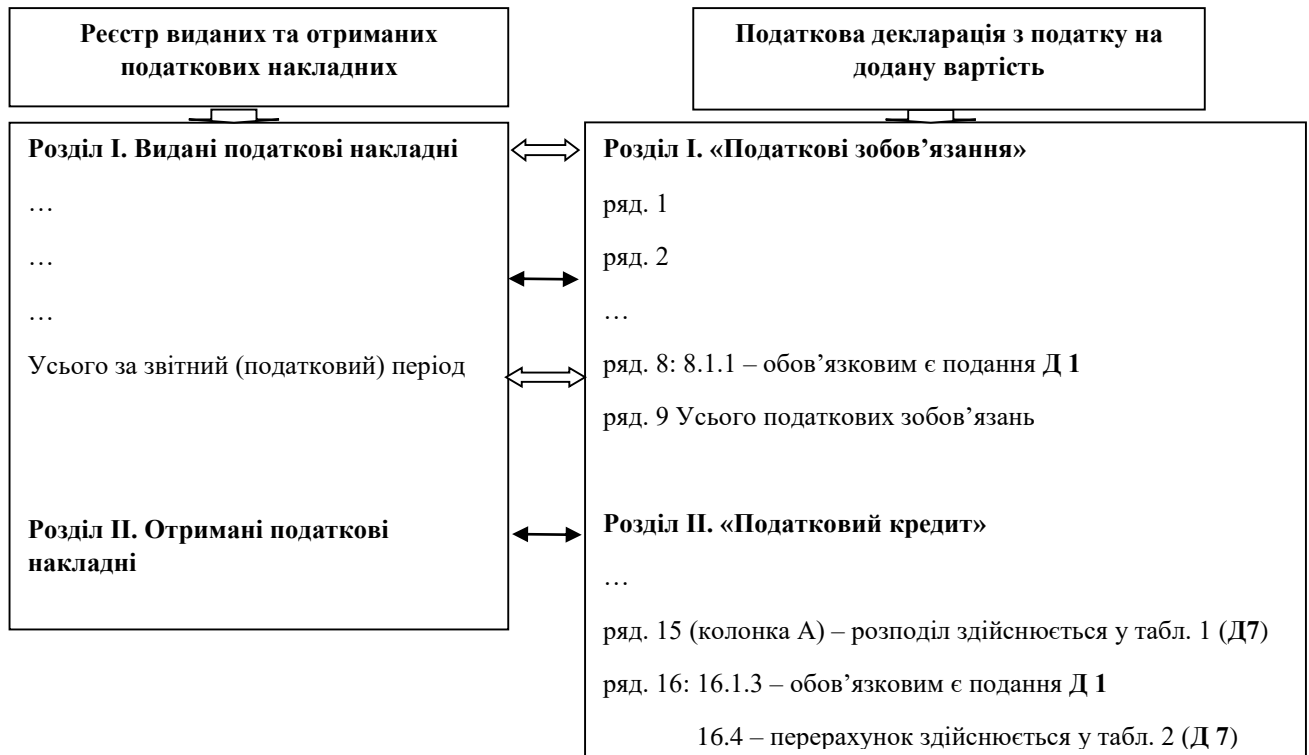 Реєстр виданих та отриманих
податкових накладних
Податкова декларація з податку на
додану вартість
Розділ І. Видані податкові накладні
…
…
…
Усього за звітний (податковий) період
Розділ ІІ. Отримані податкові
накладні
Розділ І. «Податкові зобов’язання»
ряд. 1
ряд. 2
…
ряд. 8: 8.1.1 – обов’язковим є подання Д 1
ряд. 9 Усього податкових зобов’язань
Розділ ІІ. «Податковий кредит»
…
ряд. 15 (колонка А) – розподіл здійснюється у табл. 1 (Д7)
ряд. 16: 16.1.3 – обов’язковим є подання Д 1
16.4 – перерахунок здійснюється у табл. 2 (Д 7)